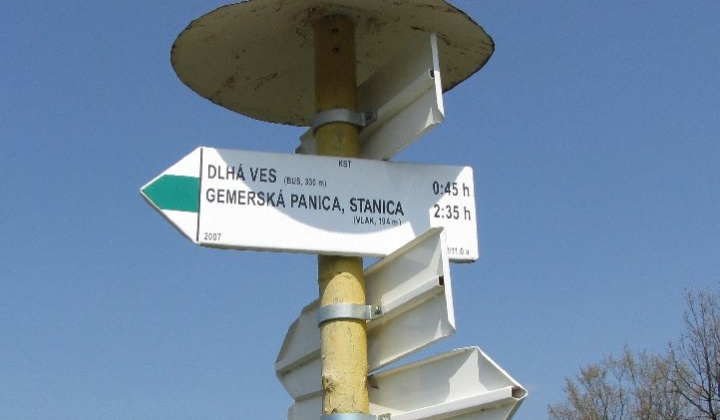 KST
DLHÁ VES (BUS, 330 m) 0:45 h
GEMERSKÁ PANICA, STANICA 2:35 h
(VLAK, 194 m)
2007